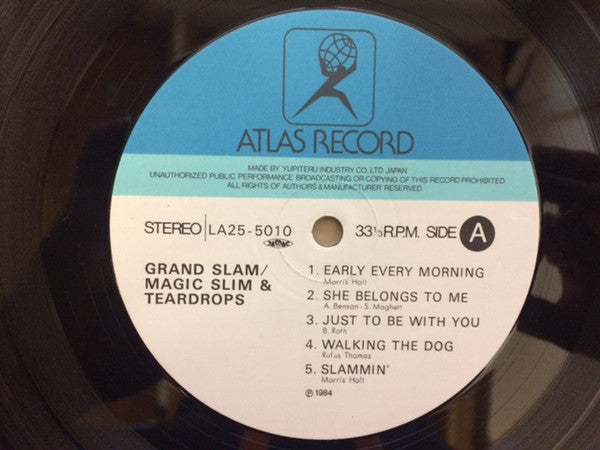 ATLAS RECORD
MADE BY YUPITERU INDUSTRY CO., LTD. JAPAN
UNAUTHORIZED PUBLIC PERFORMANCE BROADCASTING OR COPYING OF THIS RECORD PROHIBITED.
ALL RIGHTS OF AUTHORS & MANUFACTURER RESERVED
STEREO LA25-5010 33⅓ R.P.M. SIDE A
GRAND SLAM/
MAGIC SLIM &
TEARDROPS
1. EARLY EVERY MORNING
Morris Holt
2. SHE BELONGS TO ME
A. Benson - S. Maghett
3. JUST TO BE WITH YOU
B. Roth
4. WALKING THE DOG
Rufus Thomas
5. SLAMMIN'
Morris Holt
℗ 1984